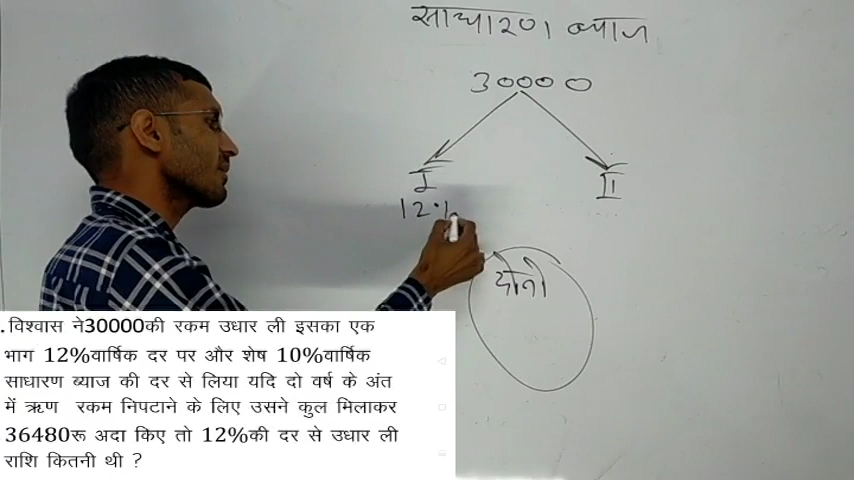 साधारण ब्याज
30000
I II
12%
दोनो
.विश्वास ने30000की रकम उधार ली इसका एक
भाग 12%वार्षिक दर पर और शेष 10%वार्षिक
साधारण ब्याज की दर से लिया यदि दो वर्ष के अंत
में ऋण रकम निपटाने के लिए उसने कुल मिलाकर
36480रू अदा किए तो 12%की दर से उधार ली
राशि कितनी थी ?